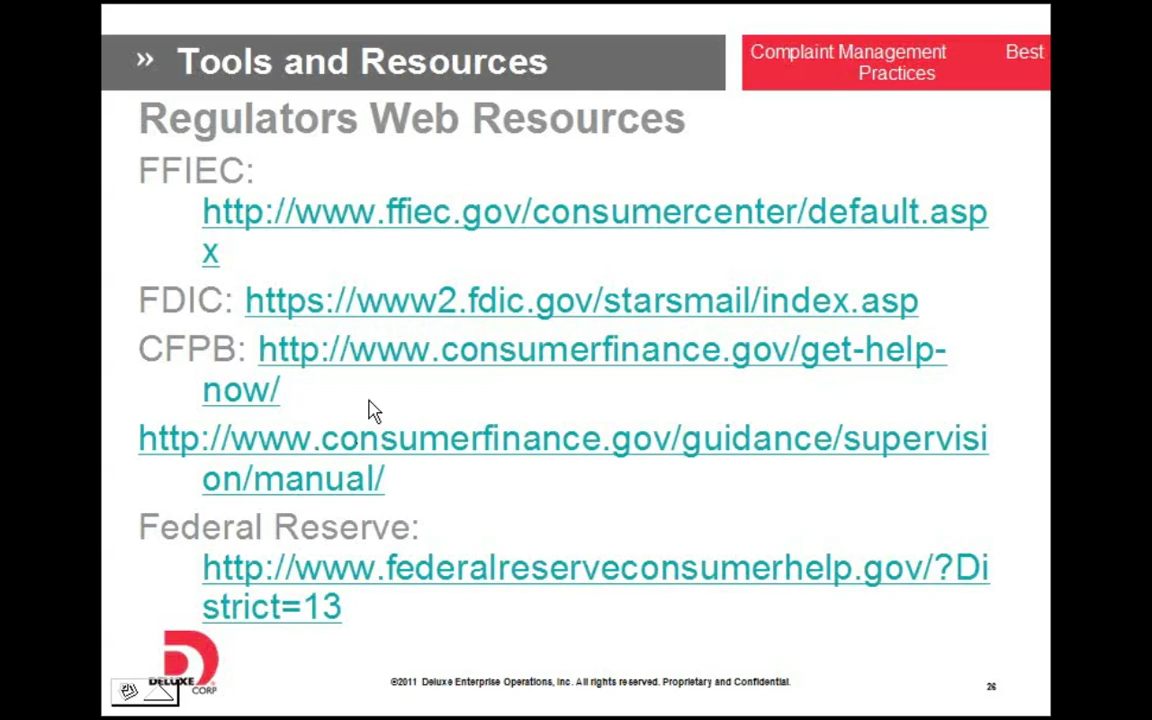 » Tools and Resources
Complaint Management Best
Practices
Regulators Web Resources
FFIEC:
http://www.ffiec.gov/consumercenter/default.asp
x
FDIC: https://www2.fdic.gov/starsmail/index.asp
CFPB: http://www.consumerfinance.gov/get-help-
now/
http://www.consumerfinance.gov/guidance/supervisi
on/manual/
Federal Reserve:
http://www.federalreserveconsumerhelp.gov/?Di
strict=13
DELUXE
CORP
©2011 Deluxe Enterprise Operations, Inc. All rights reserved. Proprietary and Confidential.
26